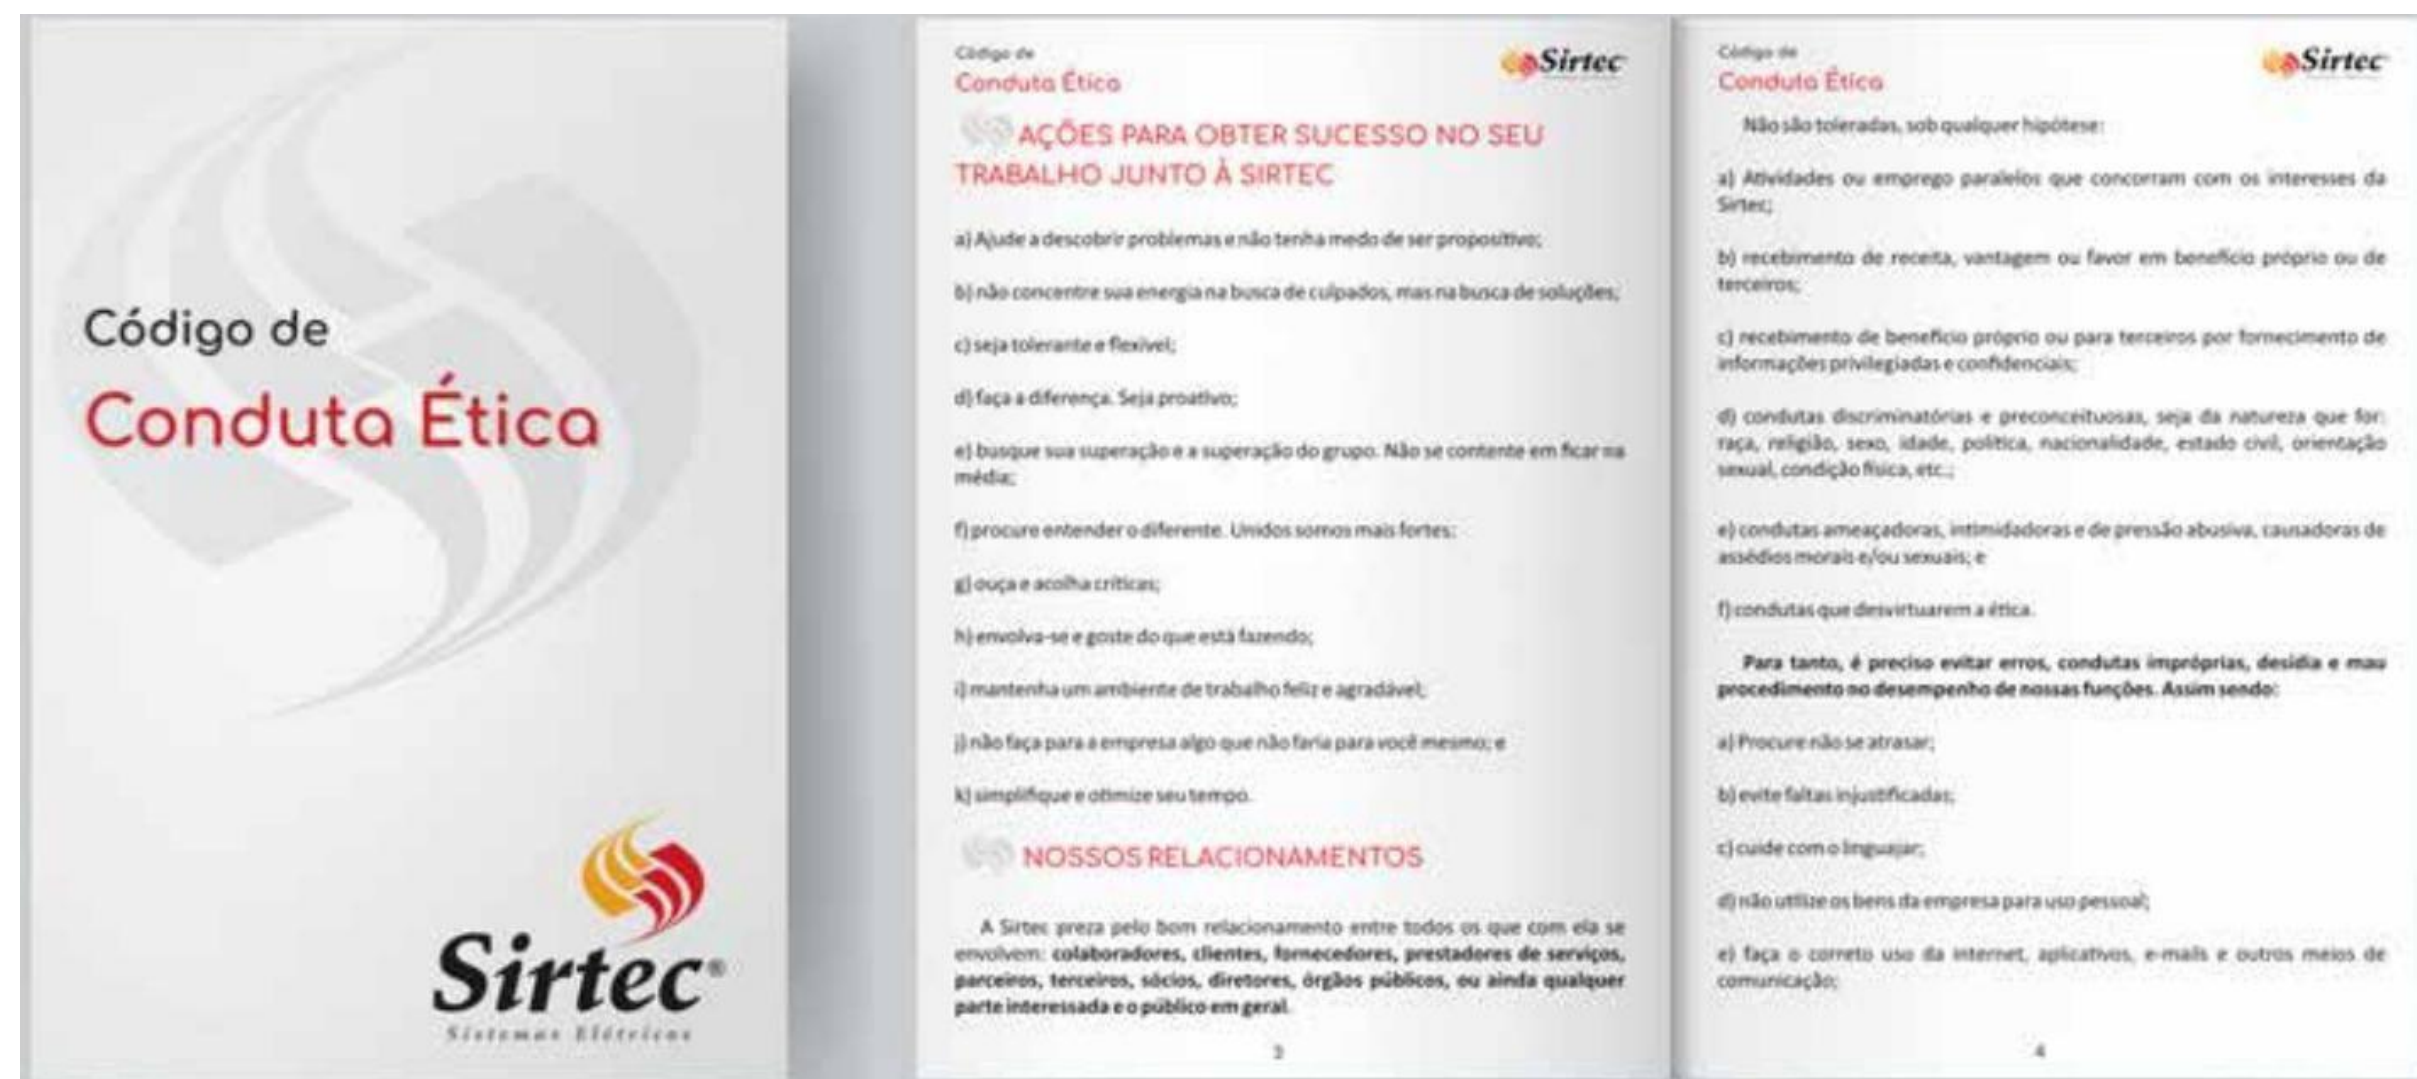 Código de
Conduta Ética
Sirtec
Sistemas Elétricos
Código de
Conduta Ética
Sirtec
AÇÕES PARA OBTER SUCESSO NO SEU
TRABALHO JUNTO À SIRTEC
a) Ajude a descobrir problemas e não tenha medo de ser propositivo;
b) não concentre sua energia na busca de culpados, mas na busca de soluções;
c) seja tolerante e flexível;
d) faça a diferença. Seja proativo;
e) busque sua superação e a superação do grupo. Não se contente em ficar na
média;
f) procure entender o diferente. Unidos somos mais fortes;
g) ouça e acolha críticas;
h) envolva-se e goste do que está fazendo;
i) mantenha um ambiente de trabalho feliz e agradável;
j) não faça para a empresa algo que não faria para você mesmo; e
k) simplifique e otimize seu tempo.
NOSSOS RELACIONAMENTOS
A Sirtec preza pelo bom relacionamento entre todos os que com ela se
envolvem: colaboradores, clientes, fornecedores, prestadores de serviços,
parceiros, terceiros, sócios, diretores, órgãos públicos, ou ainda qualquer
parte interessada e o público em geral.
3
Código de
Conduta Ética
Sirtec
Não são toleradas, sob qualquer hipótese:
a) Atividades ou emprego paralelos que concorram com os interesses da
Sirtec;
b) recebimento de receita, vantagem ou favor em benefício próprio ou de
terceiros;
c) recebimento de benefício próprio ou para terceiros por fornecimento de
informações privilegiadas e confidenciais;
d) condutas discriminatórias e preconceituosas, seja da natureza que for:
raça, religião, sexo, idade, política, nacionalidade, estado civil, orientação
sexual, condição física, etc.;
e) condutas ameaçadoras, intimidadoras e de pressão abusiva, causadoras de
assédios morais e/ou sexuais; e
f) condutas que desvirtuarem a ética.
Para tanto, é preciso evitar erros, condutas impróprias, desídia e mau
procedimento no desempenho de nossas funções. Assim sendo:
a) Procure não se atrasar;
b) evite faltas injustificadas;
c) cuide com o linguajar;
d) não utilize os bens da empresa para uso pessoal;
e) faça o correto uso da internet, aplicativos, e-mails e outros meios de
comunicação;
4